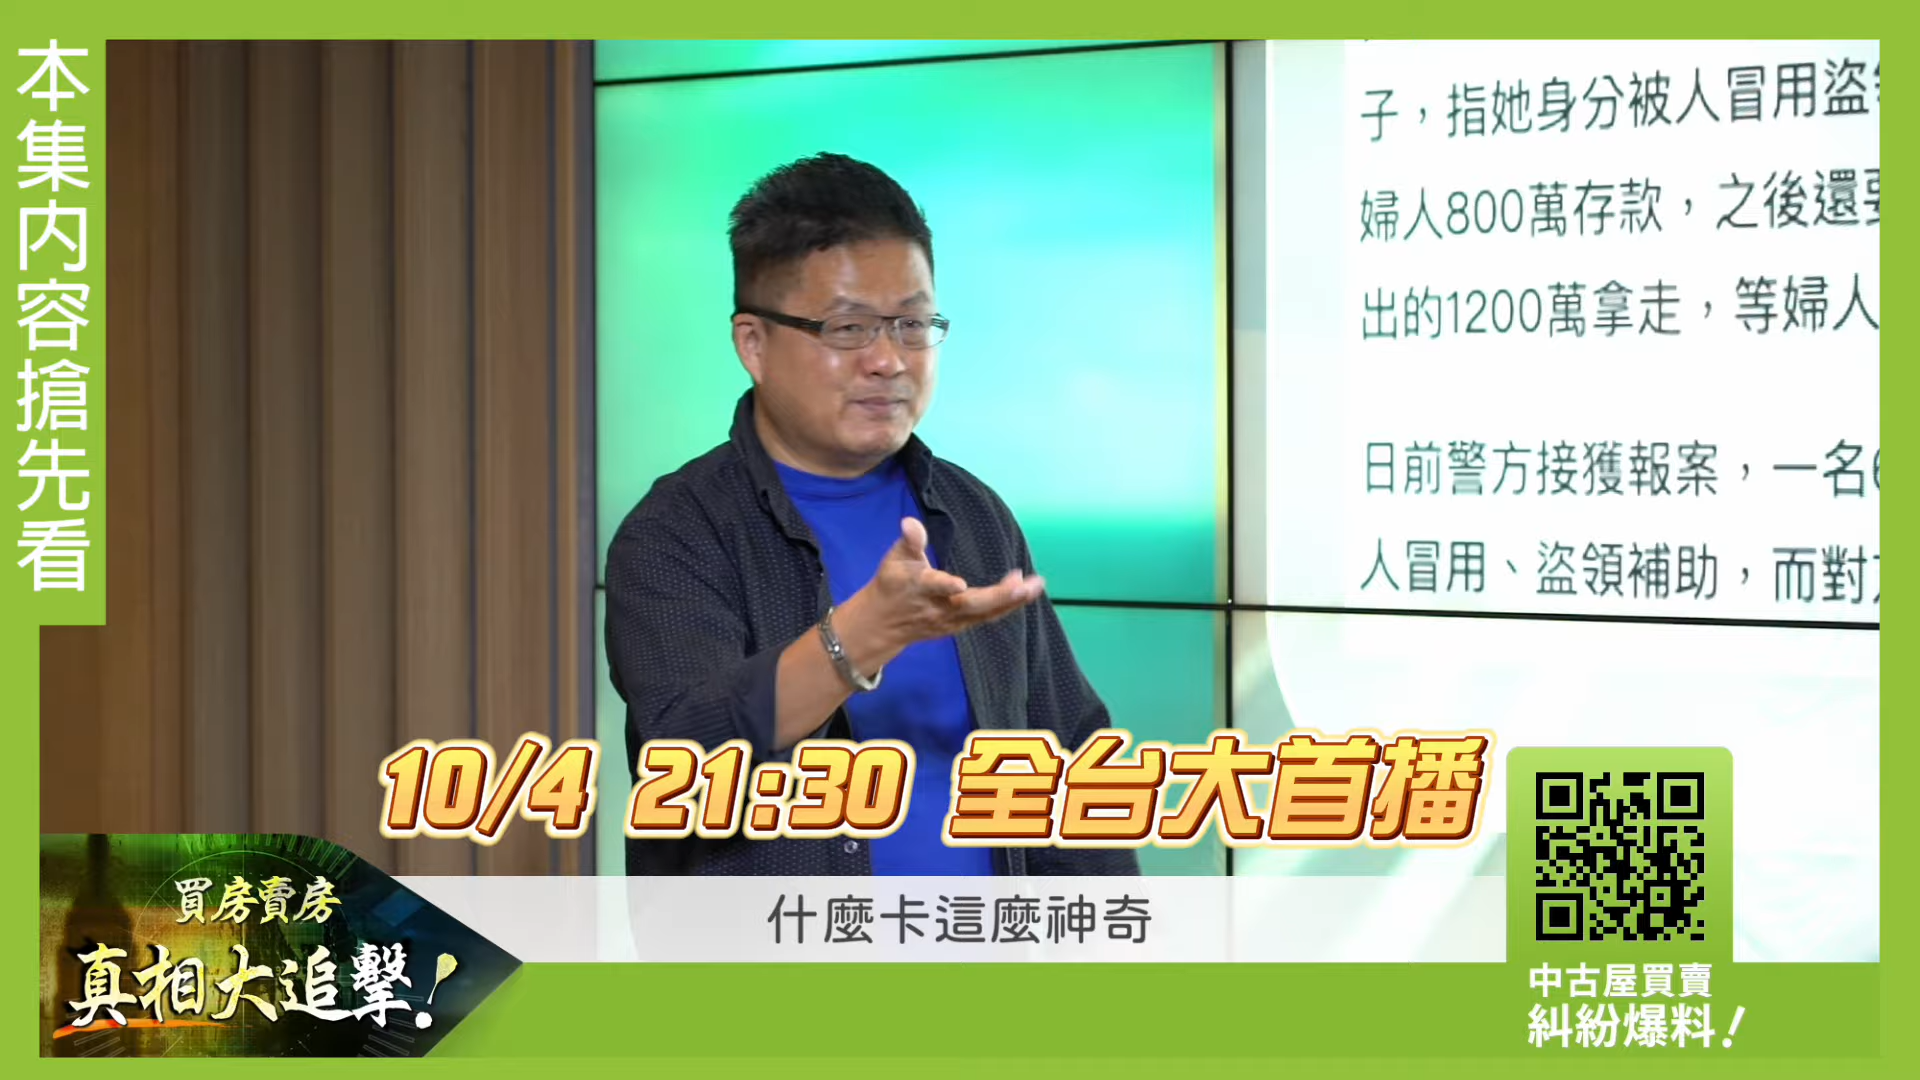 本集内容搶先看
子，指她身分被人冒用盜
婦人800萬存款，之後還要
出的1200萬拿走，等婦人
日前警方接獲報案，一名
人冒用、盜領補助，而對
10/4 21:30 全台大首播
什麼卡這麼神奇
買房賣房
真相大追擊!
中古屋買賣
糾紛爆料!